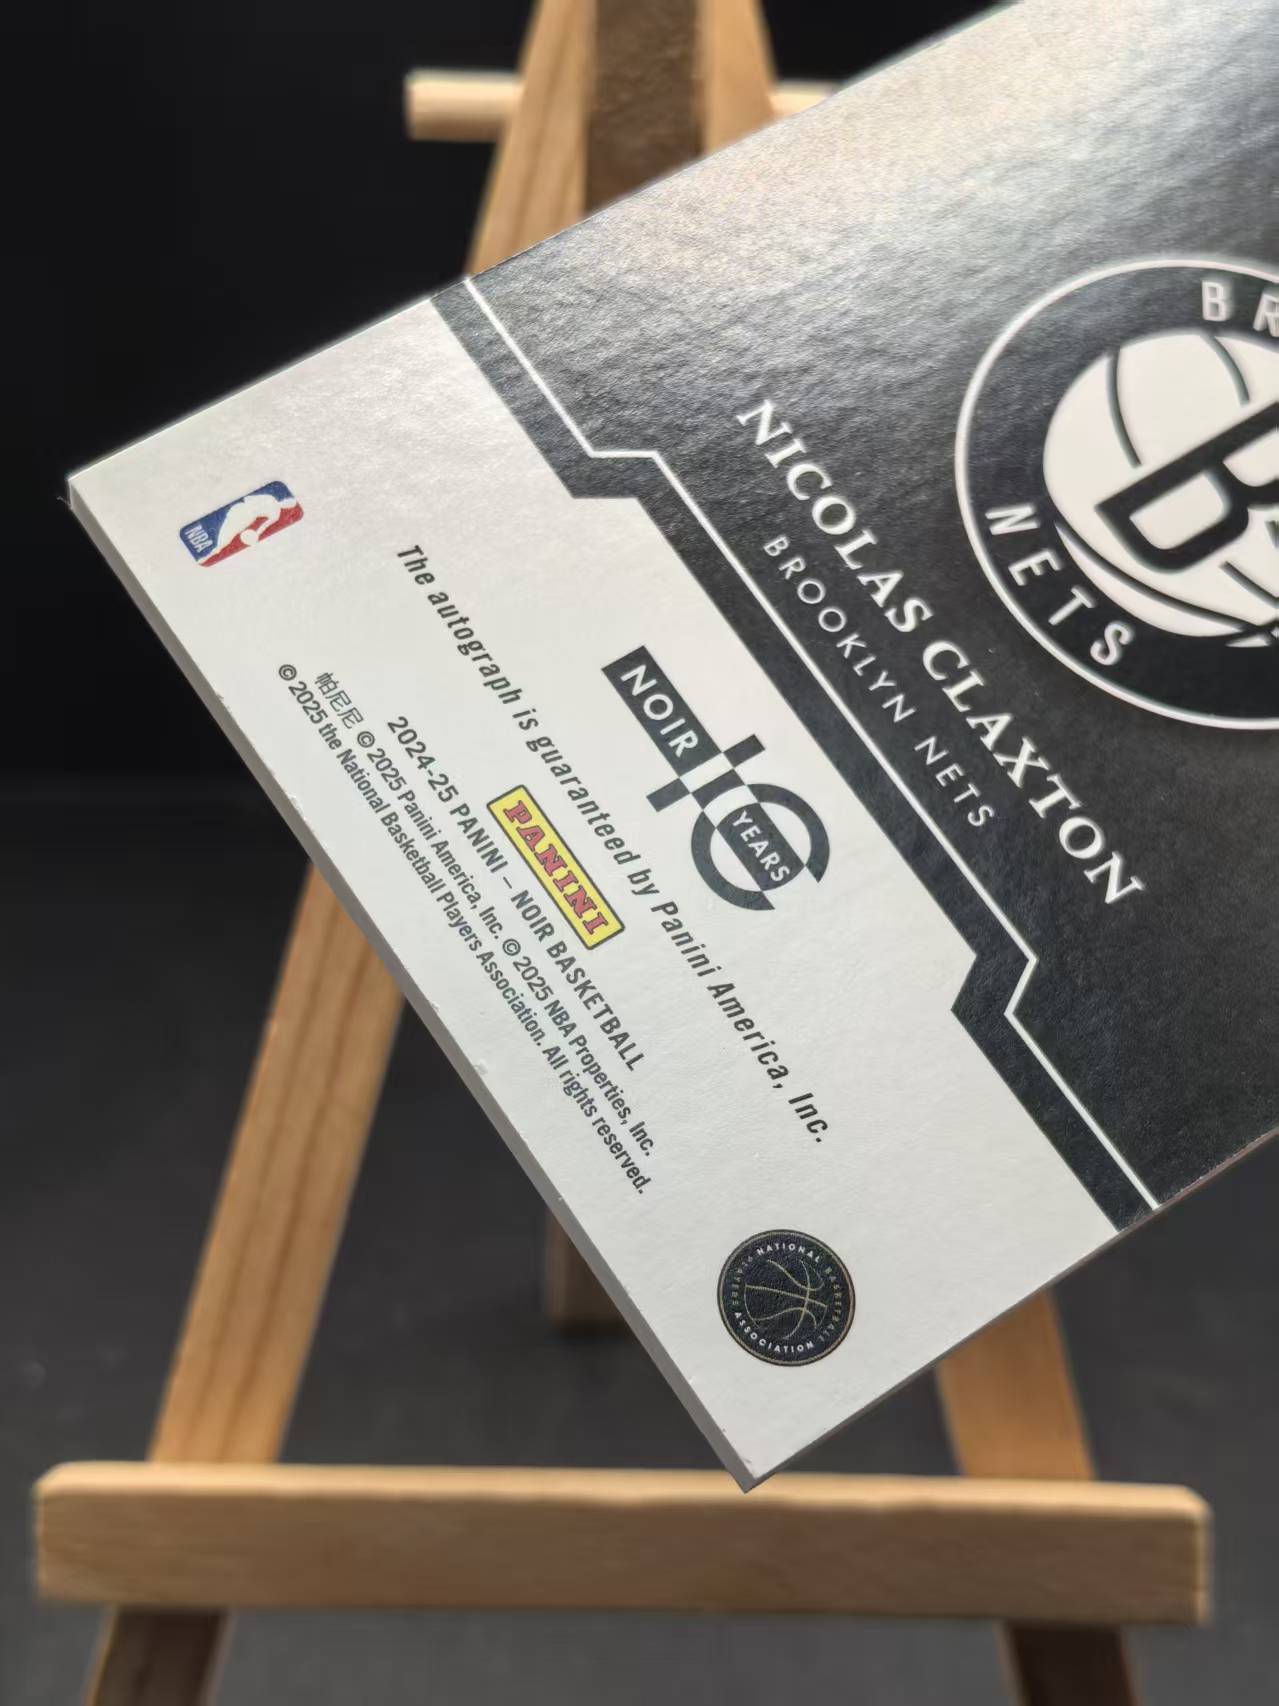 NETS
NICOLAS CLAXTON
BROOKLYN NETS
NOIR
10
YEARS
The autograph is guaranteed by Panini America, Inc.
PANINI
2024-25 PANINI – NOIR BASKETBALL
帕尼尼 © 2025 Panini America, Inc. © 2025 NBA Properties, Inc.
© 2025 the National Basketball Players Association. All rights reserved.
NBA
NATIONAL BASKETBALL
PLAYERS ASSOCIATION